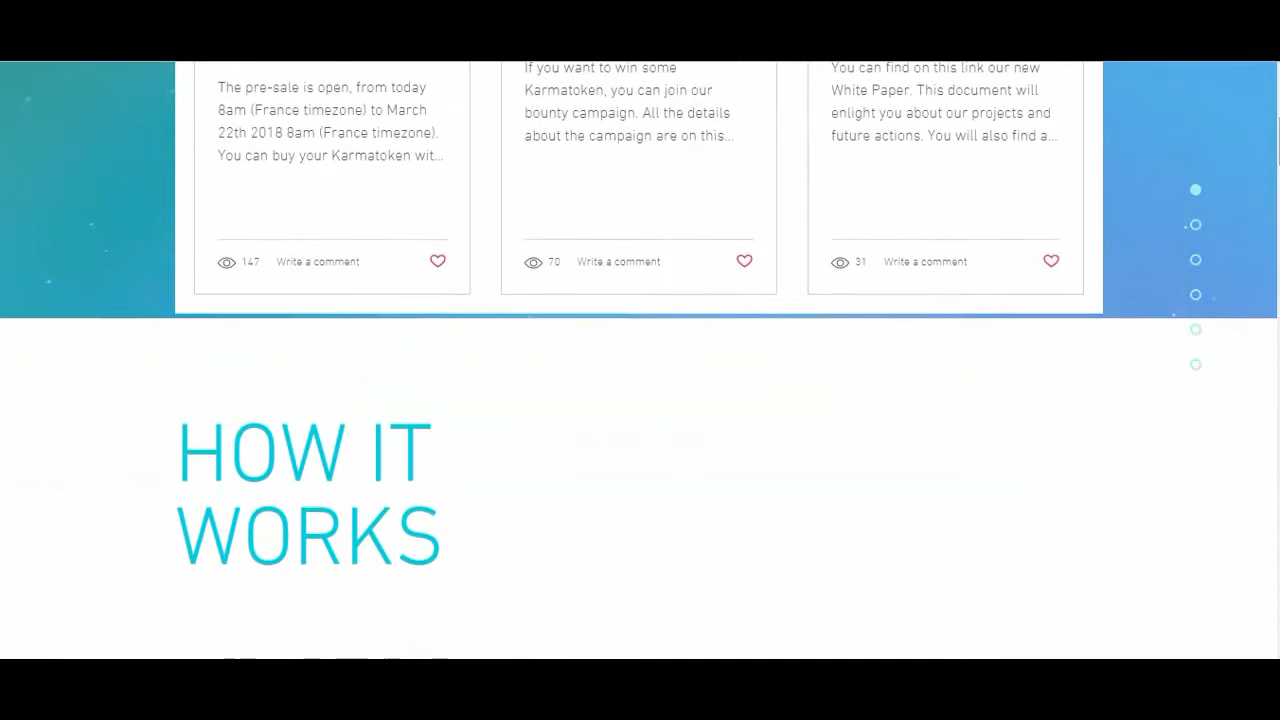 The pre-sale is open, from today
8am (France timezone) to March
22th 2018 8am (France timezone).
You can buy your Karmatoken wit...
147 Write a comment
If you want to win some
Karmatoken, you can join our
bounty campaign. All the details
about the campaign are on this...
70 Write a comment
You can find on this link our new
White Paper. This document will
enlight you about our projects and
future actions. You will also find a...
31 Write a comment
HOW IT
WORKS